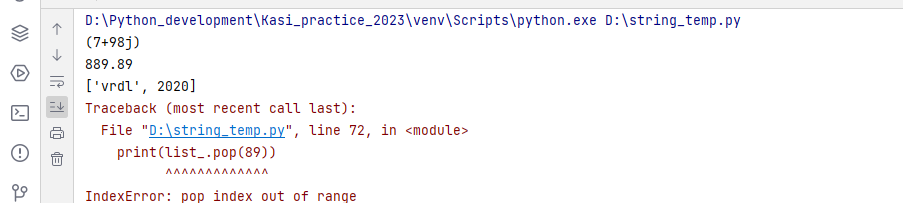 D:\Python_development\Kasi_practice_2023\venv\Scripts\python.exe D:\string_temp.py
(7+98j)
889.89
['vrdl', 2020]
Traceback (most recent call last):
  File "D:\string_temp.py", line 72, in <module>
    print(list_.pop(89))
          ^^^^^^^^^^^^^
IndexError: pop index out of range